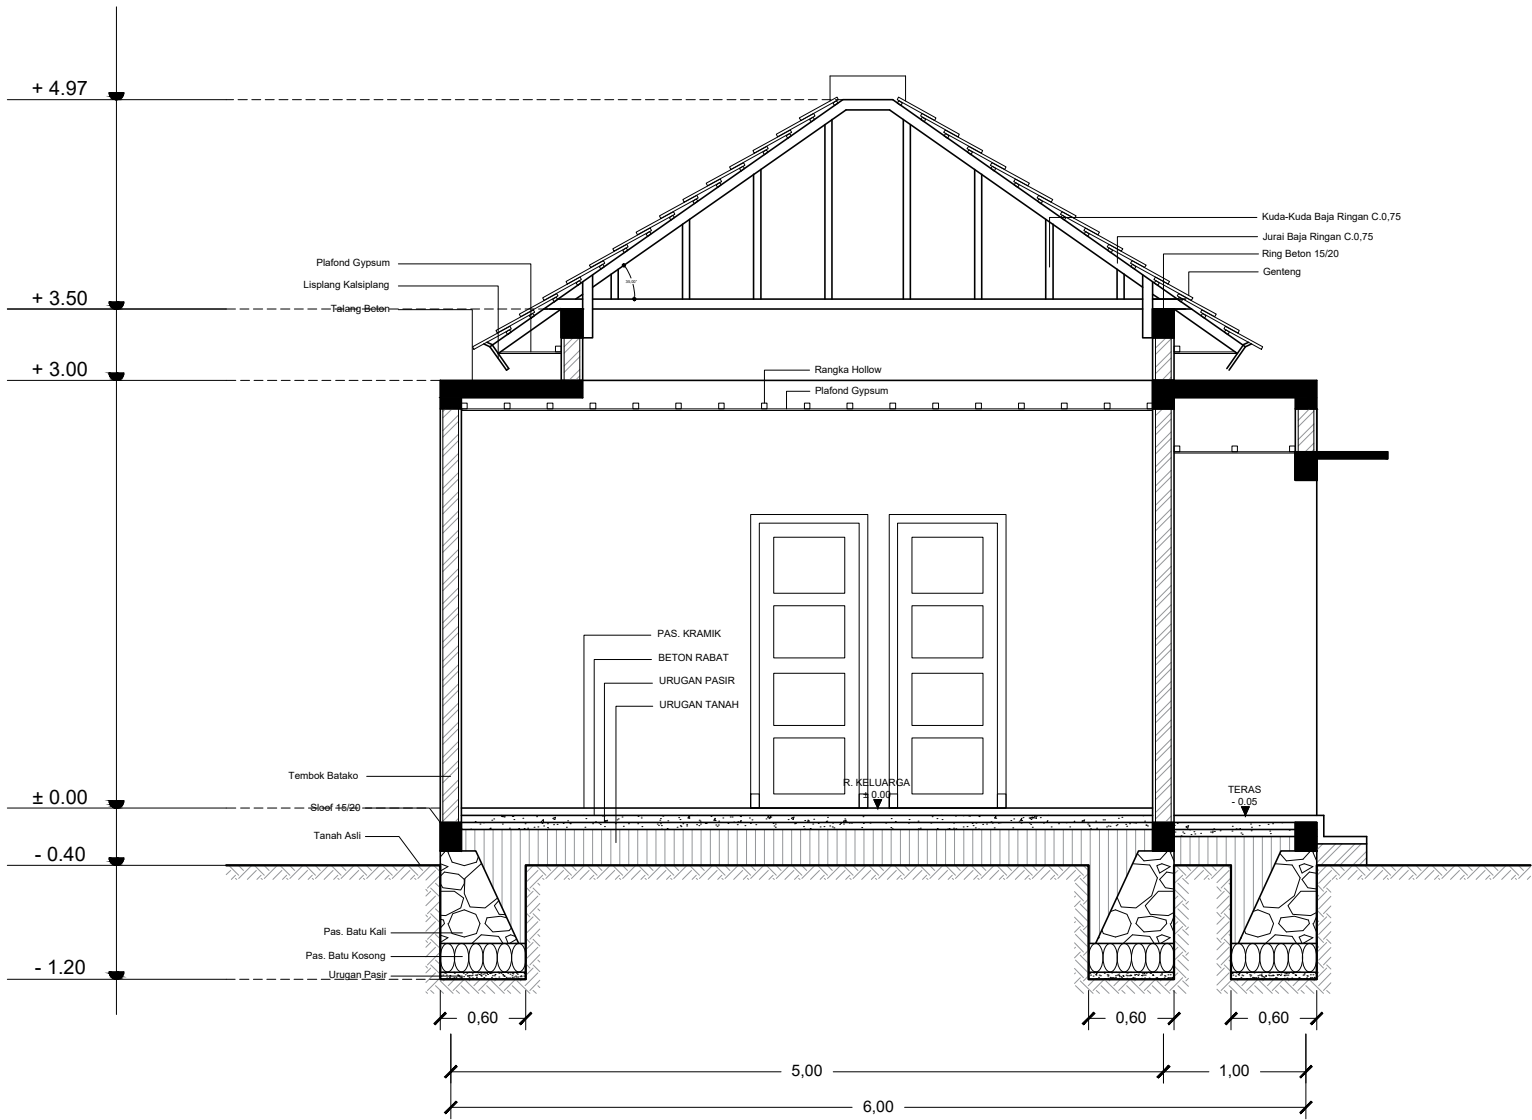 + 4.97
Kuda-Kuda Baja Ringan C.0,75
Jurai Baja Ringan C.0,75
Ring Beton 15/20
Genteng
Plafond Gypsum
Lisplang Kalsiplang
Talang Beton
+ 3.50
+ 3.00
Rangka Hollow
Plafond Gypsum
PAS. KRAMIK
BETON RABAT
URUGAN PASIR
URUGAN TANAH
Tembok Batako
R. KELUARGA
± 0.00
TERAS
- 0.05
± 0.00
Sloof 15/20
Tanah Asli
- 0.40
Pas. Batu Kali
Pas. Batu Kosong
Urugan Pasir
- 1.20
0,60
0,60
0,60
5,00
1,00
6,00